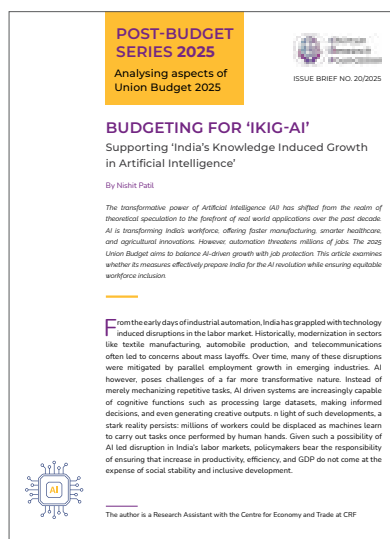 POST-BUDGET
SERIES 2025
Analysing aspects of
Union Budget 2025
ISSUE BRIEF NO. 20/2025
BUDGETING FOR ‘IKIG-AI’
Supporting ‘India’s Knowledge Induced Growth
in Artificial Intelligence’
By Nishit Patil
The transformative power of Artificial Intelligence (AI) has shifted from the realm of
theoretical speculation to the forefront of real world applications over the past decade.
AI is transforming India’s workforce, offering faster manufacturing, smarter healthcare,
and agricultural innovations. However, automation threatens millions of jobs. The 2025
Union Budget aims to balance AI-driven growth with job protection. This article examines
whether its measures effectively prepare India for the AI revolution while ensuring equitable
workforce inclusion.
From the early days of industrial automation, India has grappled with technology
induced disruptions in the labor market. Historically, modernization in sectors
like textile manufacturing, automobile production, and telecommunications
often led to concerns about mass layoffs. Over time, many of these disruptions
were mitigated by parallel employment growth in emerging industries. AI
however, poses challenges of a far more transformative nature. Instead of
merely mechanizing repetitive tasks, AI driven systems are increasingly capable
of cognitive functions such as processing large datasets, making informed
decisions, and even generating creative outputs. n light of such developments, a
stark reality persists: millions of workers could be displaced as machines learn
to carry out tasks once performed by human hands. Given such a possibility of
AI led disruption in India’s labor markets, policymakers bear the responsibility
of ensuring that increase in productivity, efficiency, and GDP do not come at the
expense of social stability and inclusive development.
AI
The author is a Research Assistant with the Centre for Economy and Trade at CRF